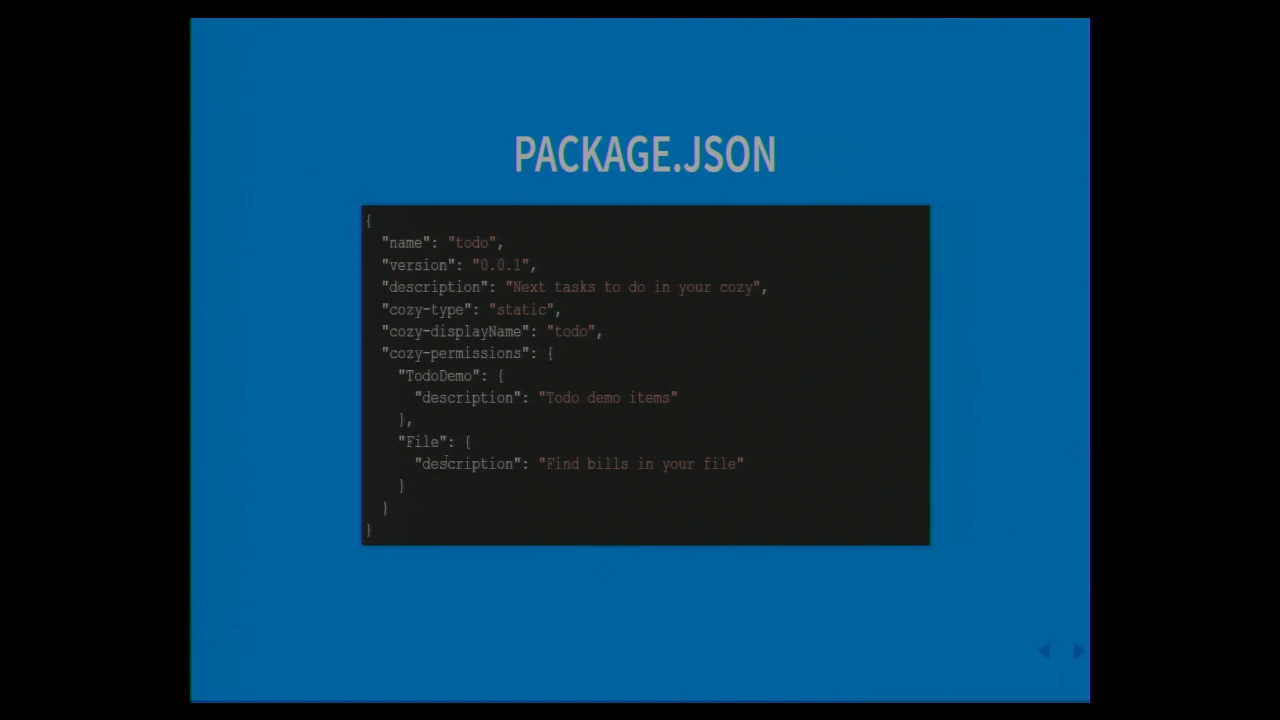 PACKAGE.JSON
{
  "name": "todo",
  "version": "0.0.1",
  "description": "Next tasks to do in your cozy",
  "cozy-type": "static",
  "cozy-displayName": "todo",
  "cozy-permissions": {
    "TodoDemo": {
      "description": "Todo demo items"
    },
    "File": {
      "description": "Find bills in your file"
    }
  }
}